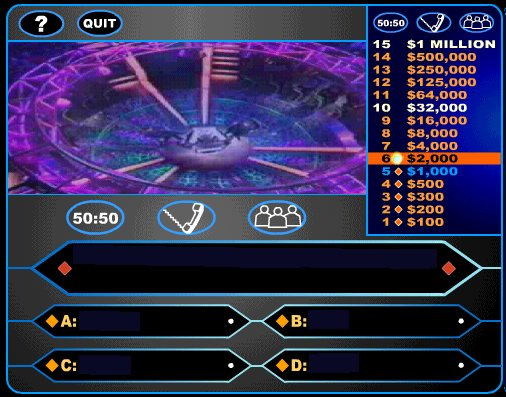 ? QUIT
50:50
15 $1 MILLION
14 $500,000
13 $250,000
12 $125,000
11 $64,000
10 $32,000
9 $16,000
8 $8,000
7 $4,000
6 $2,000
5 $1,000
4 $500
3 $300
2 $200
1 $100
50:50
A:
B:
C:
D: